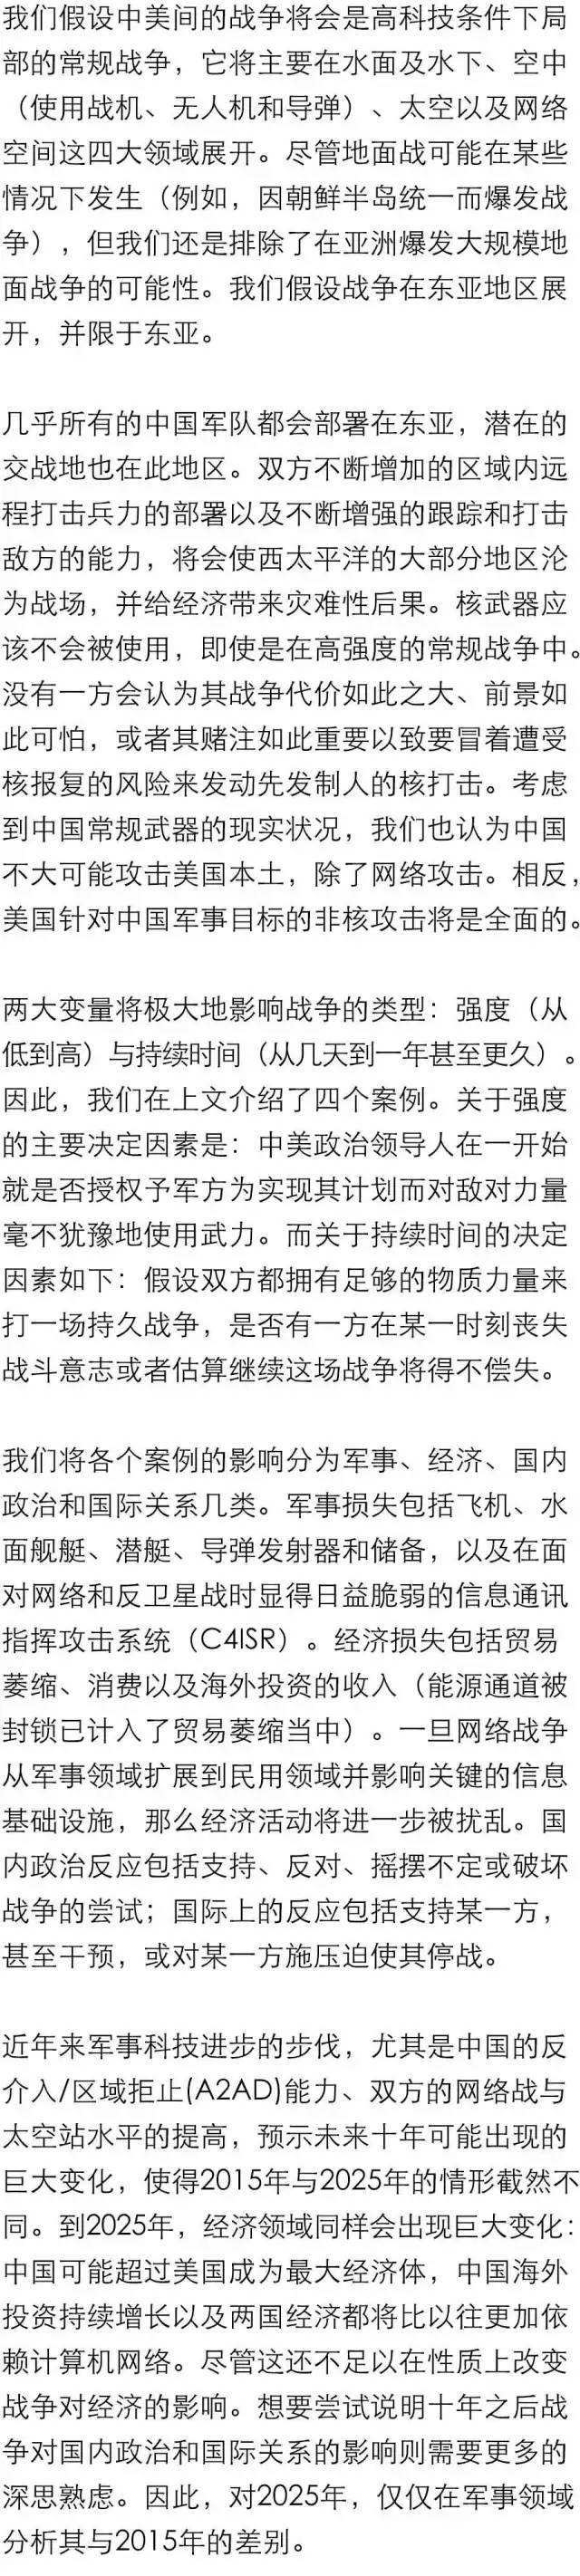 我们假设中美间的战争将会是高科技条件下局
部的常规战争，它将主要在水面及水下、空中
（使用战机、无人机和导弹）、太空以及网络
空间这四大领域展开。尽管地面战可能在某些
情况下发生（例如，因朝鲜半岛统一而爆发战
争），但我们还是排除了在亚洲爆发大规模地
面战争的可能性。我们假设战争在东亚地区展
开，并限于东亚。
几乎所有的中国军队都会部署在东亚，潜在的
交战地也在此地区。双方不断增加的区域内远
程打击兵力的部署以及不断增强的跟踪和打击
敌方的能力，将会使西太平洋的大部分地区沦
为战场，并给经济带来灾难性后果。核武器应
该不会被使用，即使是在高强度的常规战争中。
没有一方会认为其战争代价如此之大、前景如
此可怕，或者其赌注如此重要以致要冒着遭受
核报复的风险来发动先发制人的核打击。考虑
到中国常规武器的现实状况，我们也认为中国
不大可能攻击美国本土，除了网络攻击。相反，
美国针对中国军事目标的非核攻击将是全面的。
两大变量将极大地影响战争的类型：强度（从
低到高）与持续时间（从几天到一年甚至更久）。
因此，我们在上文介绍了四个案例。关于强度
的主要决定因素是：中美政治领导人在一开始
就是否授权予军方为实现其计划而对敌对力量
毫不犹豫地使用武力。而关于持续时间的决定
因素如下：假设双方都拥有足够的物质力量来
打一场持久战争，是否有一方在某一时刻丧失
战斗意志或者估算继续这场战争将得不偿失。
我们将各个案例的影响分为军事、经济、国内
政治和国际关系几类。军事损失包括飞机、水
面舰艇、潜艇、导弹发射器和储备，以及在面
对网络和反卫星战时显得日益脆弱的信息通讯
指挥攻击系统（C4ISR）。经济损失包括贸易
萎缩、消费以及海外投资的收入（能源通道被
封锁已计入了贸易萎缩当中）。一旦网络战争
从军事领域扩展到民用领域并影响关键的信息
基础设施，那么经济活动将进一步被扰乱。国
内政治反应包括支持、反对、摇摆不定或破坏
战争的尝试；国际上的反应包括支持某一方，
甚至干预，或对某一方施压迫使其停战。
近年来军事科技进步的步伐，尤其是中国的反
介入/区域拒止(A2AD)能力、双方的网络战与
太空站水平的提高，预示未来十年可能出现的
巨大变化，使得2015年与2025年的情形截然不
同。到2025年，经济领域同样会出现巨大变化：
中国可能超过美国成为最大经济体，中国海外
投资持续增长以及两国经济都将比以往更加依
赖计算机网络。尽管这还不足以在性质上改变
战争对经济的影响。想要尝试说明十年之后战
争对国内政治和国际关系的影响则需要更多的
深思熟虑。因此，对2025年，仅仅在军事领域
分析其与2015年的差别。